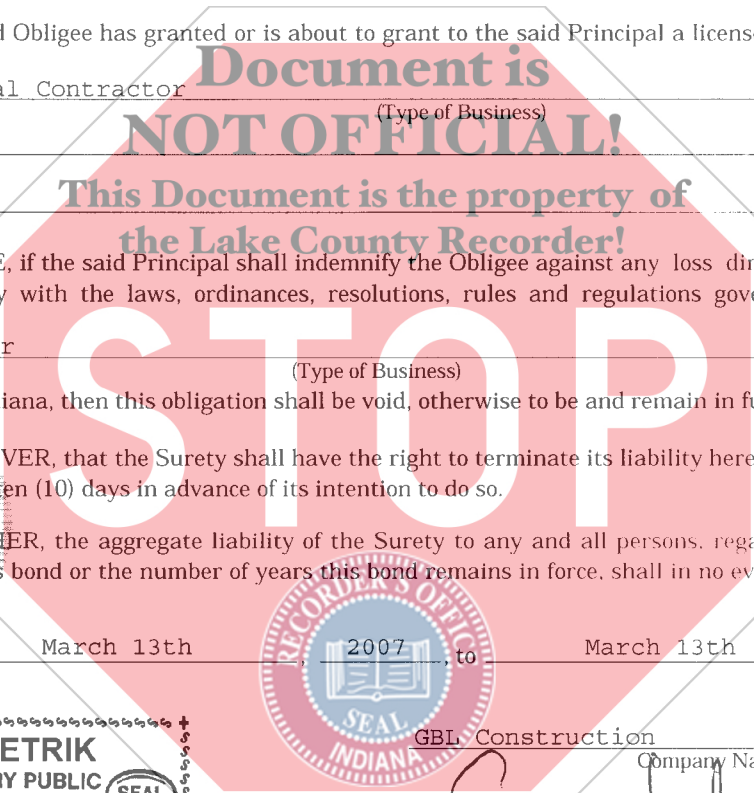 d Obligee has granted or is about to grant to the said Principal a license
Document is
al Contractor
(Type of Business)
NOT OFFICIAL!
This Document is the property of
the Lake County Recorder!
E, if the said Principal shall indemnify the Obligee against any loss dir
y with the laws, ordinances, resolutions, rules and regulations gove
STOP
r
(Type of Business)
iana, then this obligation shall be void, otherwise to be and remain in fu
VER, that the Surety shall have the right to terminate its liability here
en (10) days in advance of its intention to do so.
ER, the aggregate liability of the Surety to any and all persons, rega
s bond or the number of years this bond remains in force, shall in no ev
RECORDER'S OFFICE
March 13th, 2007, to March 13th
SEAL
INDIANA
GBL Construction
ETRIK
Company Na
RY PUBLIC
SEAL